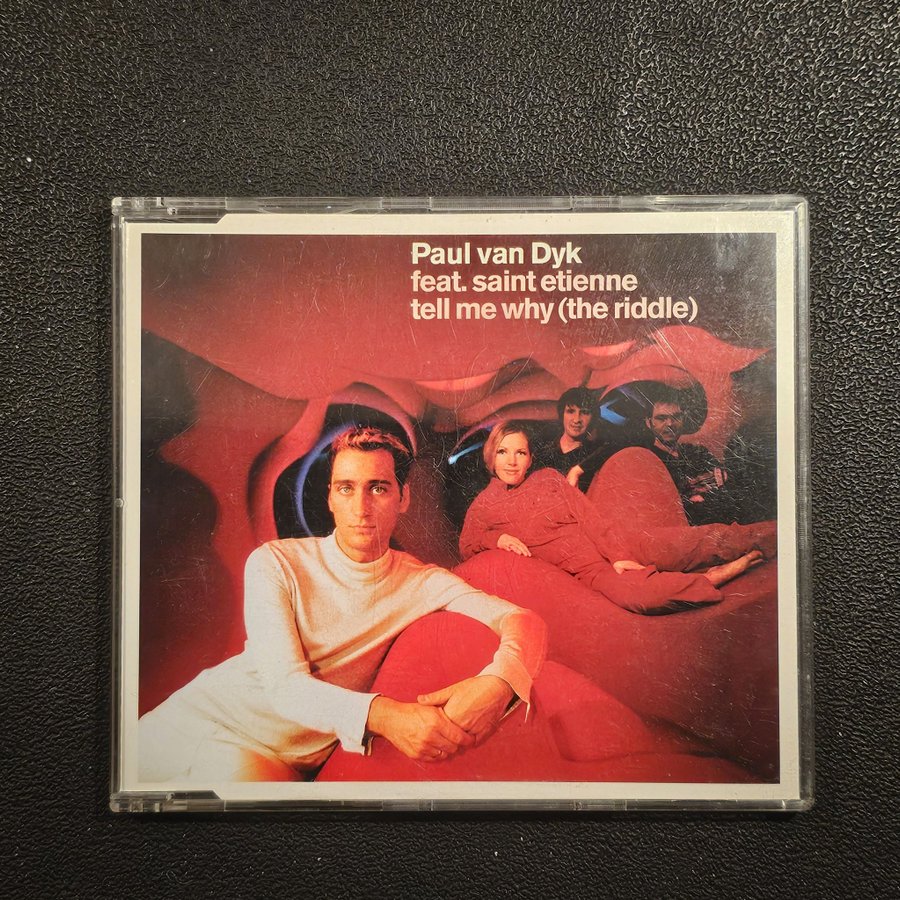 Paul van Dyk
feat. saint etienne
tell me why (the riddle)